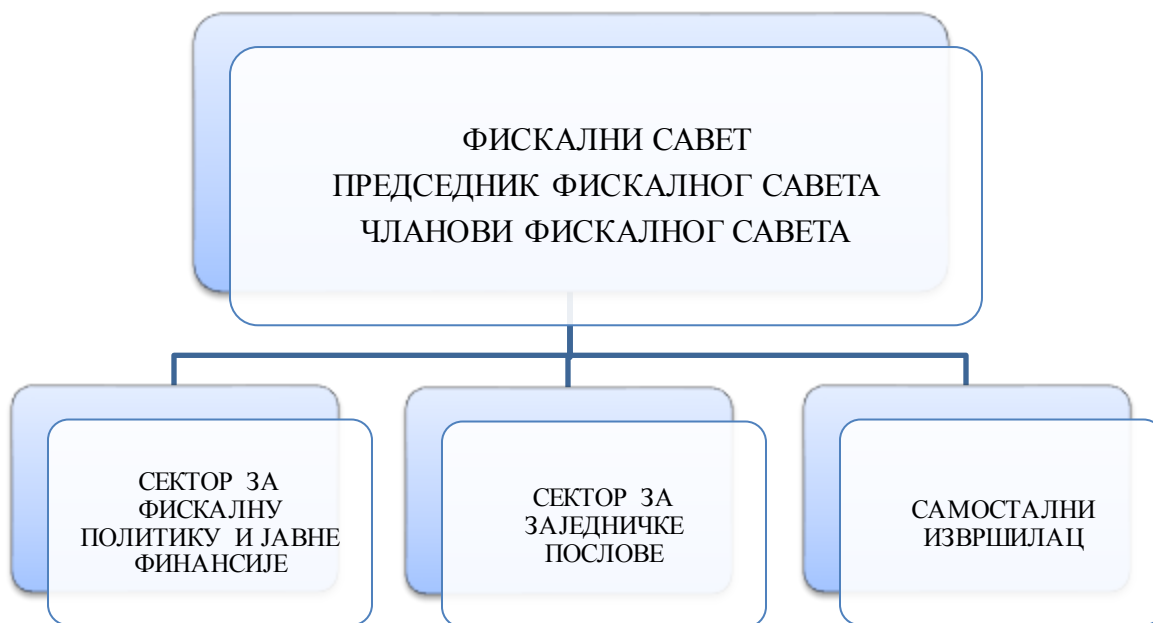 ФИСКАЛНИ САВЕТ
ПРЕДСЕДНИК ФИСКАЛНОГ САВЕТА
ЧЛАНОВИ ФИСКАЛНОГ САВЕТА
СЕКТОР ЗА
ФИСКАЛНУ
ПОЛИТИКУ И ЈАВНЕ
ФИНАНСИЈЕ
СЕКТОР ЗА
ЗАЈЕДНИЧКЕ
ПОСЛОВЕ
САМОСТАЛНИ
ИЗВРШИЛАЦ